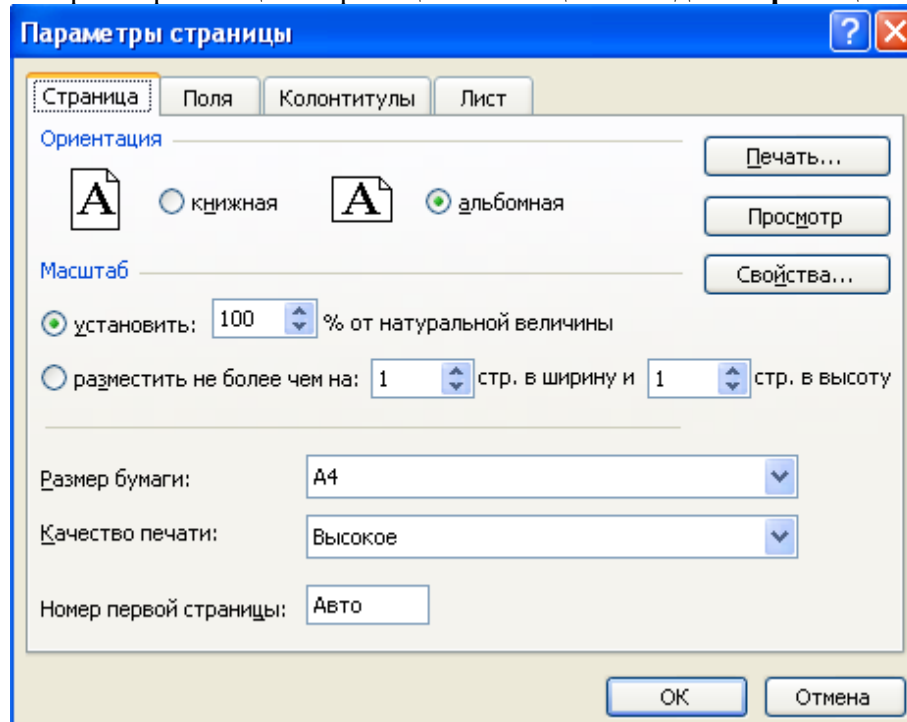 Параметры страницы
Страница Поля Колонтитулы Лист
Ориентация
Печать...
A книжная A альбомная
Просмотр
Масштаб
Свойства...
установить: 100 % от натуральной величины
разместить не более чем на: 1 стр. в ширину и 1 стр. в высоту
Размер бумаги: A4
Качество печати: Высокое
Номер первой страницы: Авто
ОК Отмена